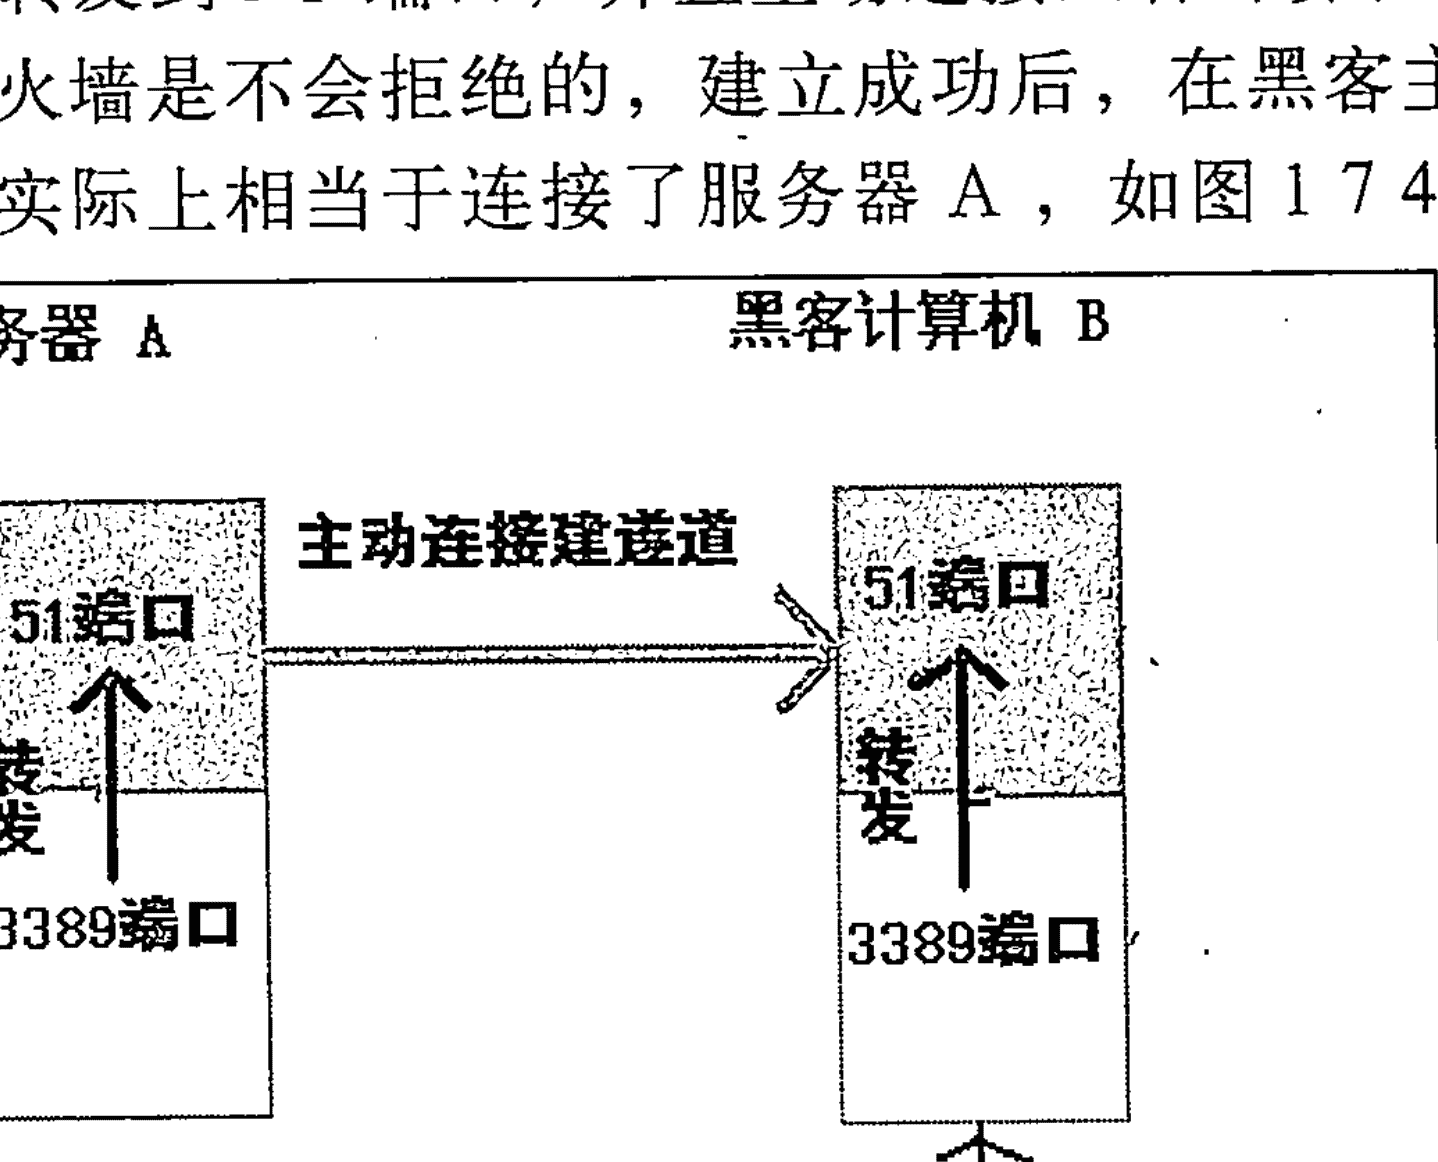 火墙是不会拒绝的，建立成功后，在黑客
实际上相当于连接了服务器 A，如图174
务器 A
黑客计算机 B
主动连接建遂道
51端口
51端口
转发
转发
3389端口
3389端口